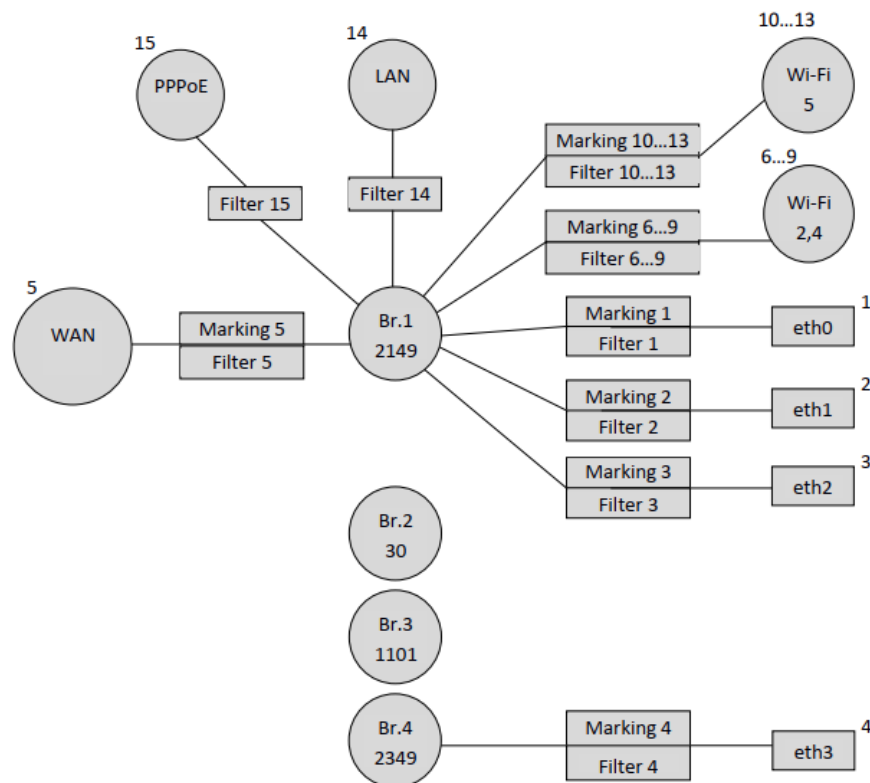 10...13
15
14
PPPoE
LAN
Wi-Fi
5
Marking 10...13
Filter 10...13
6...9
Filter 15
Filter 14
Wi-Fi
2,4
Marking 6...9
Filter 6...9
5
WAN
Marking 5
Filter 5
Br.1
2149
Marking 1
Filter 1
eth0
1
Marking 2
Filter 2
eth1
2
Marking 3
Filter 3
eth2
3
Br.2
30
Br.3
1101
Br.4
2349
Marking 4
Filter 4
eth3
4